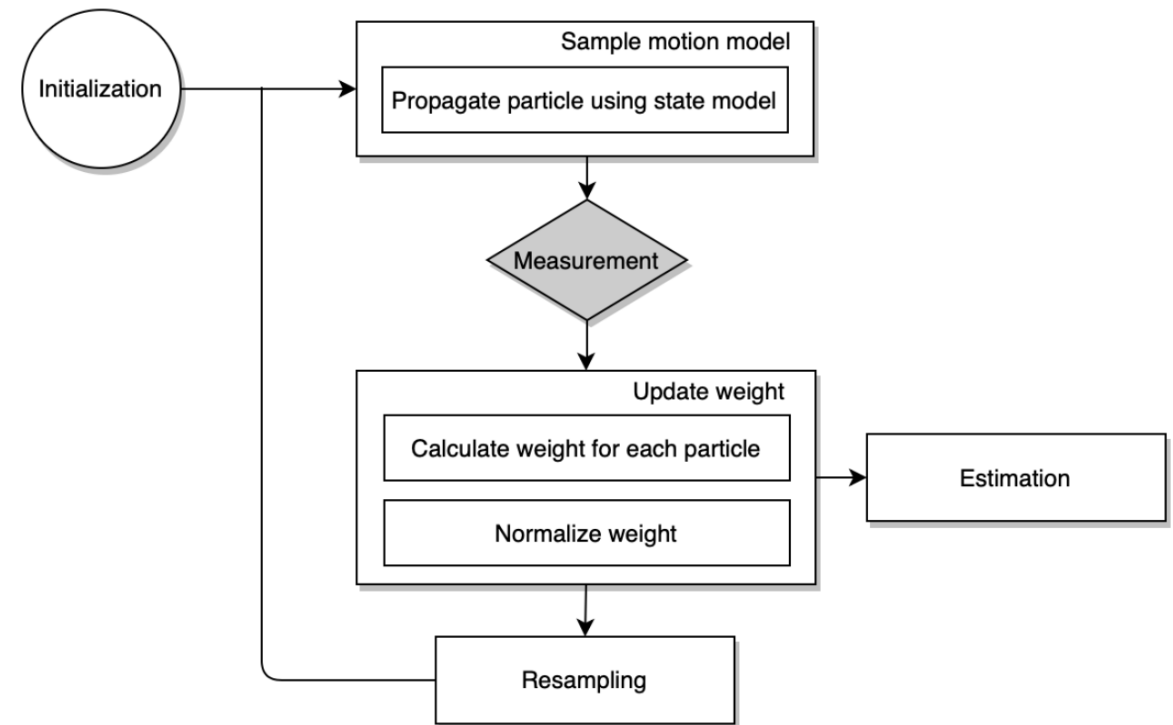 Initialization
Sample motion model
Propagate particle using state model
Measurement
Update weight
Calculate weight for each particle
Normalize weight
Estimation
Resampling